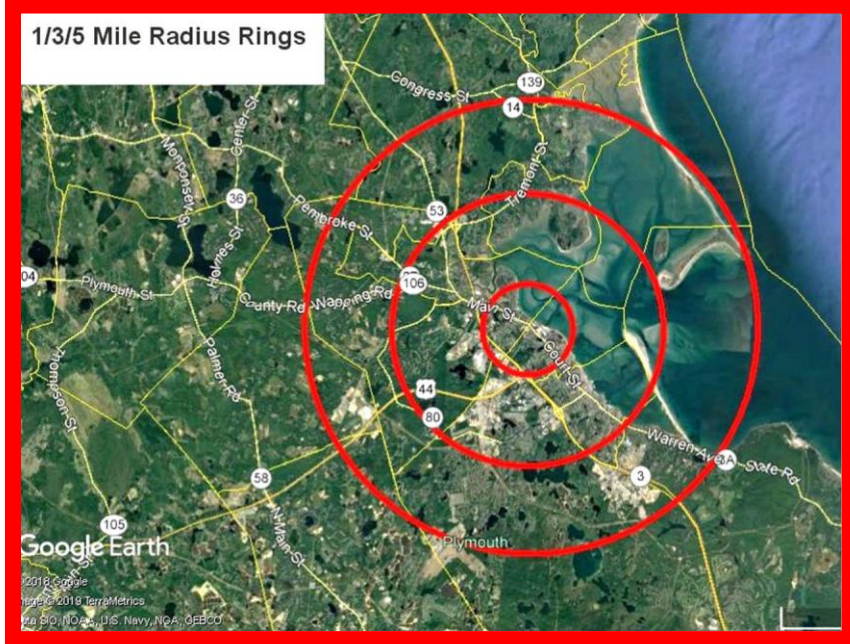 1/3/5 Mile Radius Rings
139
Congress St
14
Center St
Monponset St
36
Tremont St
53
Pembroke St
Holmes St
104
106
Plymouth St
County Rd
Wapping Rd
Main St
Court St
Thompson St
Palmer Rd
44
80
Warren Ave
3A
State Rd
58
3
105
N Main St
Plymouth
Google Earth
2018 Google
Image © 2019 TerraMetrics
Data SIO, NOAA, U.S. Navy, NGA, GEBCO